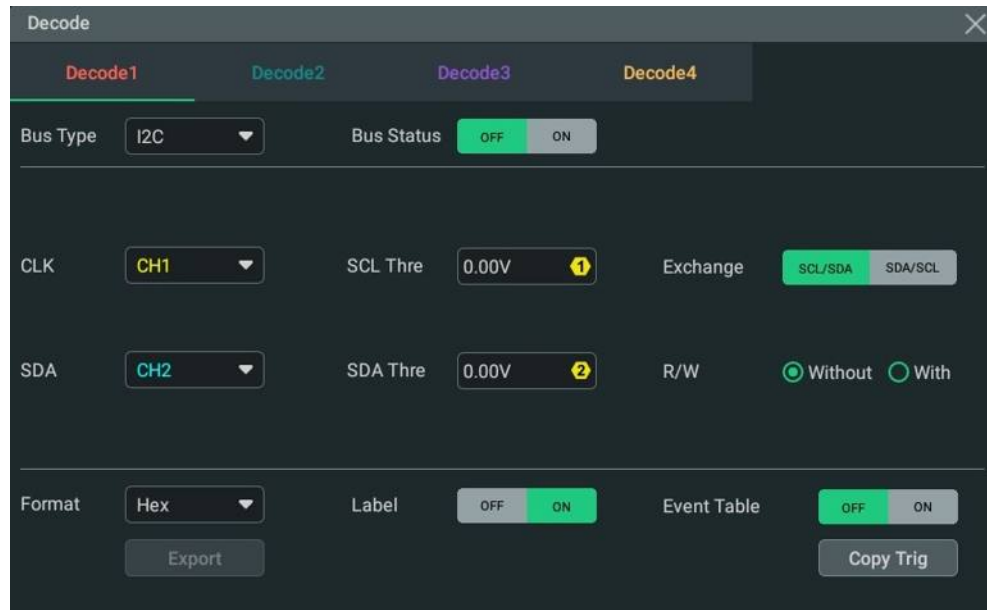 Decode
Decode1 Decode2 Decode3 Decode4
Bus Type I2C Bus Status OFF ON
CLK CH1 SCL Thre 0.00V 1 Exchange SCL/SDA SDA/SCL
SDA CH2 SDA Thre 0.00V 2 R/W Without With
Format Hex Label OFF ON Event Table OFF ON
Export Copy Trig